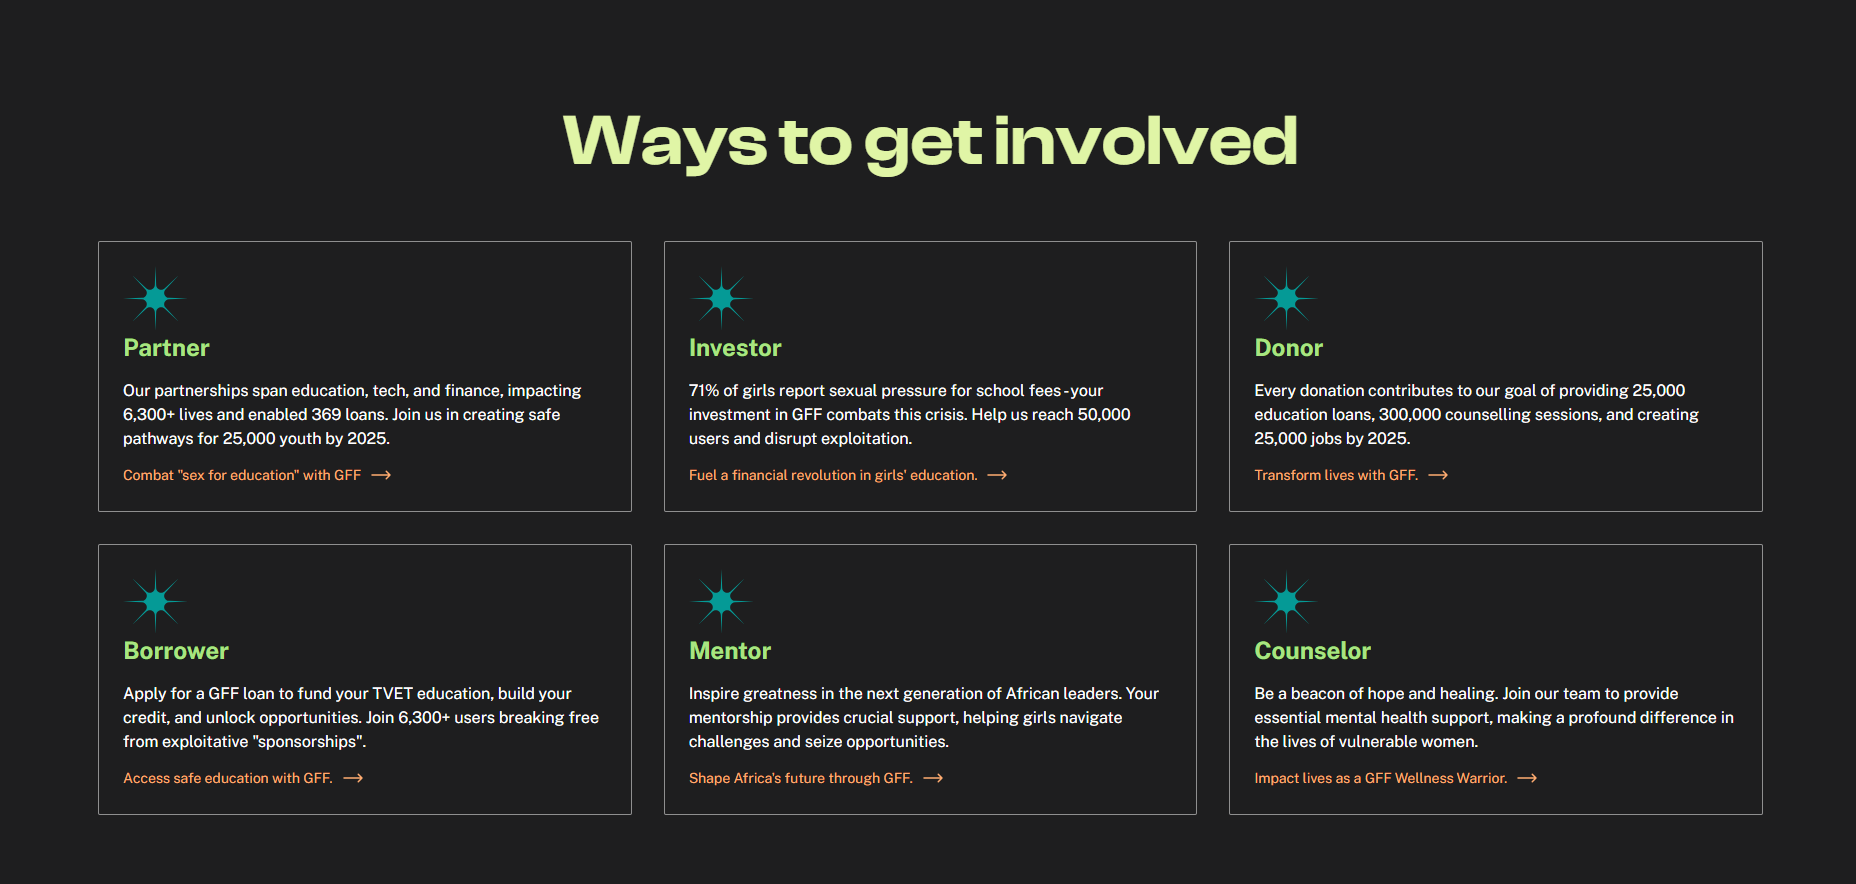 Ways to get involved
Partner
Our partnerships span education, tech, and finance, impacting
6,300+ lives and enabled 369 loans. Join us in creating safe
pathways for 25,000 youth by 2025.
Combat "sex for education" with GFF
Investor
71% of girls report sexual pressure for school fees - your
investment in GFF combats this crisis. Help us reach 50,000
users and disrupt exploitation.
Fuel a financial revolution in girls' education.
Donor
Every donation contributes to our goal of providing 25,000
education loans, 300,000 counselling sessions, and creating
25,000 jobs by 2025.
Transform lives with GFF.
Borrower
Apply for a GFF loan to fund your TVET education, build your
credit, and unlock opportunities. Join 6,300+ users breaking free
from exploitative "sponsorships".
Access safe education with GFF.
Mentor
Inspire greatness in the next generation of African leaders. Your
mentorship provides crucial support, helping girls navigate
challenges and seize opportunities.
Shape Africa's future through GFF.
Counselor
Be a beacon of hope and healing. Join our team to provide
essential mental health support, making a profound difference in
the lives of vulnerable women.
Impact lives as a GFF Wellness Warrior.